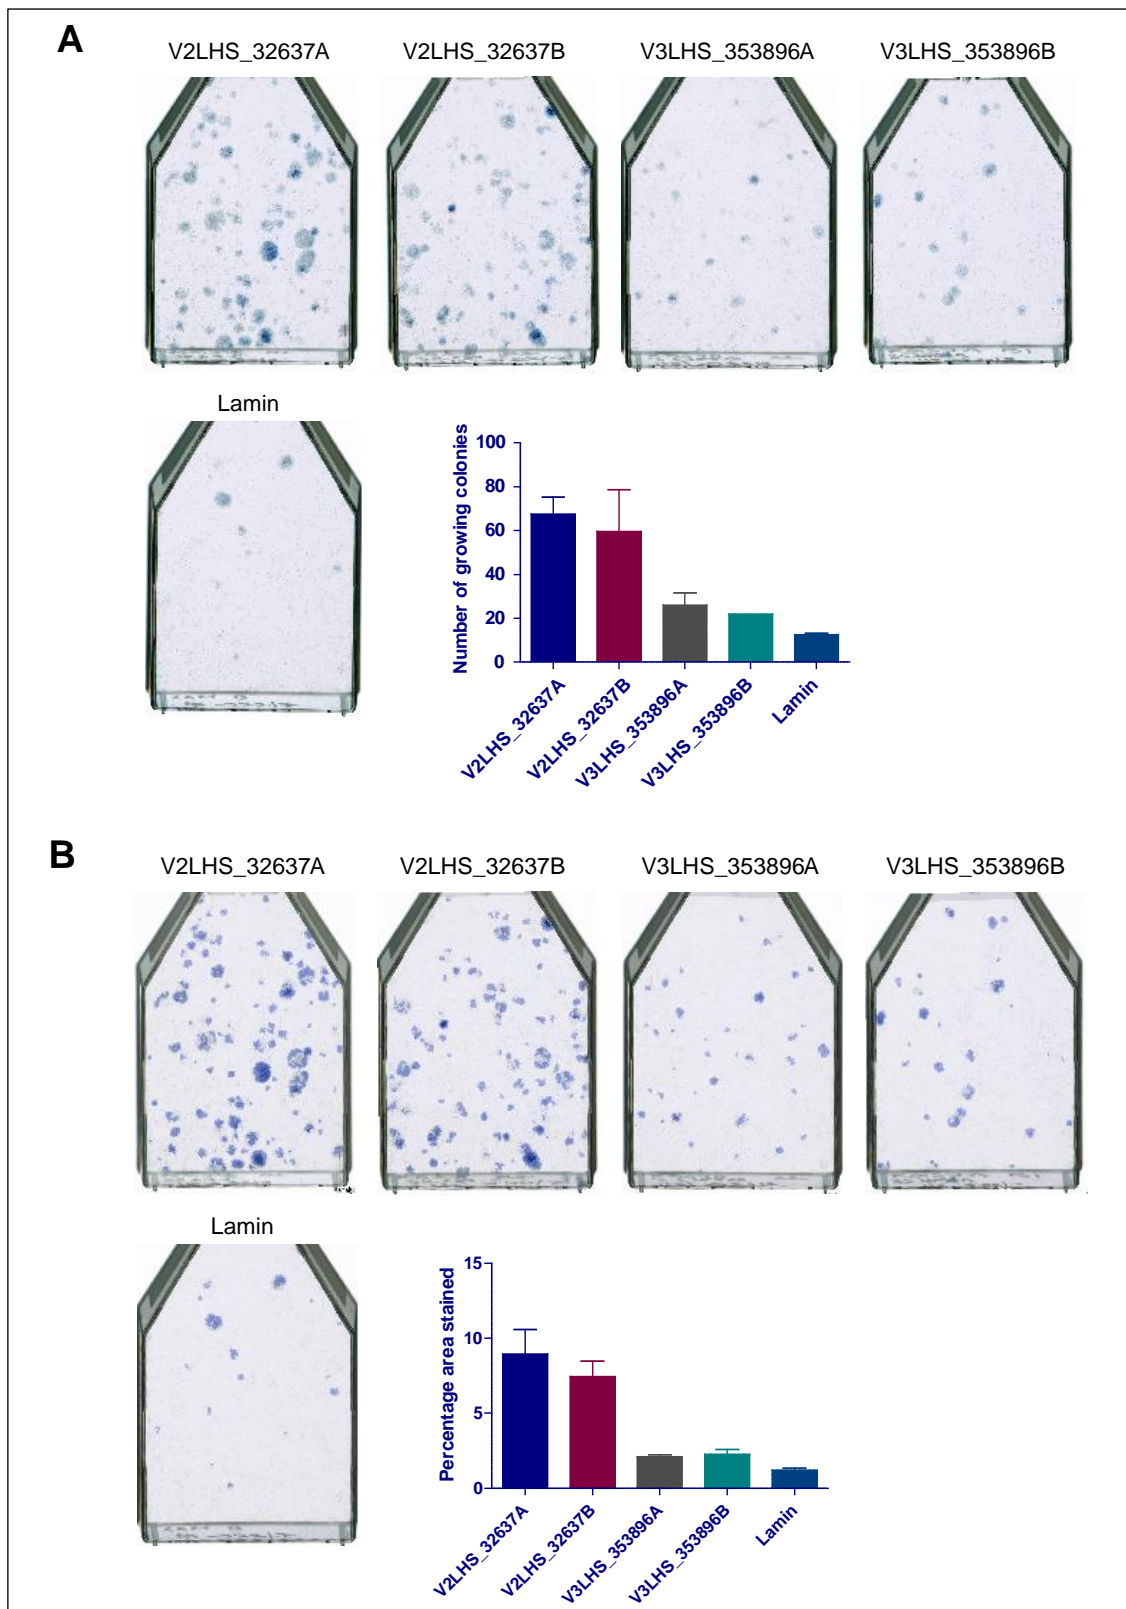 A
V2LHS_32637A
V2LHS_32637B
V3LHS_353896A
V3LHS_353896B
Lamin
Number of growing colonies
100
80
60
40
20
0
V2LHS_32637A
V2LHS_32637B
V3LHS_353896A
V3LHS_353896B
Lamin
B
V2LHS_32637A
V2LHS_32637B
V3LHS_353896A
V3LHS_353896B
Lamin
Percentage area stained
15
10
5
0
V2LHS_32637A
V2LHS_32637B
V3LHS_353896A
V3LHS_353896B
Lamin